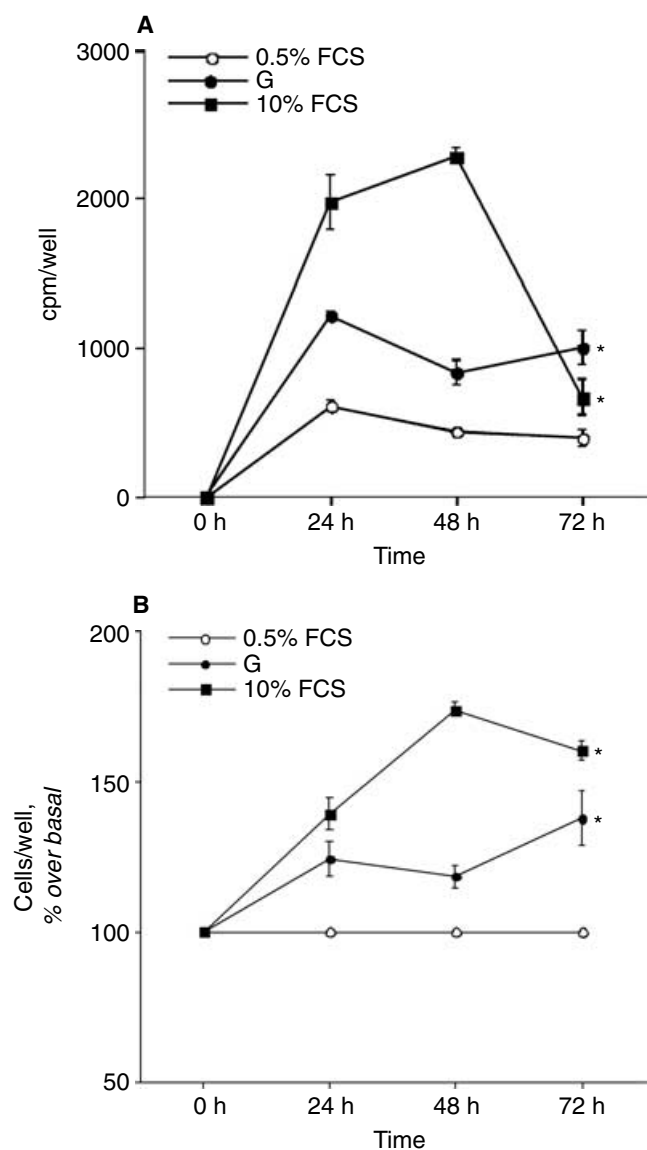 A
3000
0.5% FCS
G
10% FCS
2000
cpm/well
1000
*
*
0
0 h 24 h 48 h 72 h
Time
B
200
0.5% FCS
G
10% FCS
150
Cells/well,
% over basal
*
*
100
50
0 h 24 h 48 h 72 h
Time